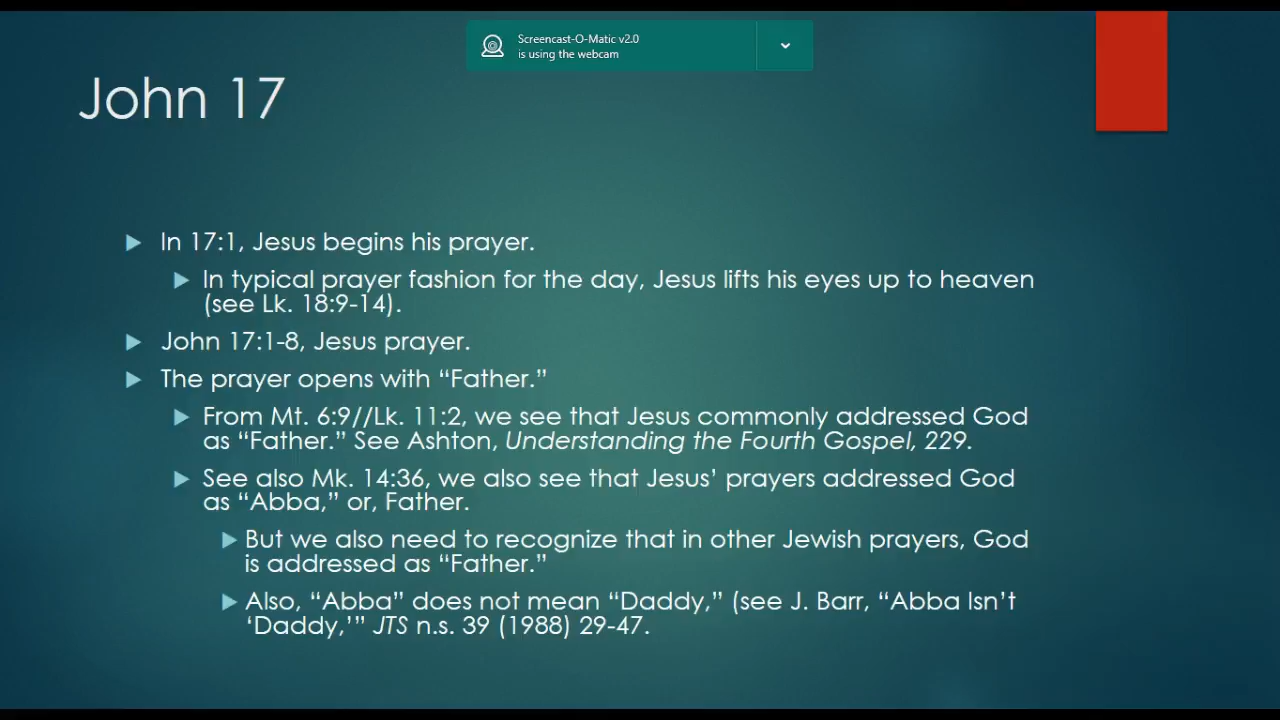 Screencast-O-Matic v2.0
is using the webcam
John 17
In 17:1, Jesus begins his prayer.
In typical prayer fashion for the day, Jesus lifts his eyes up to heaven
(see Lk. 18:9-14).
John 17:1-8, Jesus prayer.
The prayer opens with “Father.”
From Mt. 6:9//Lk. 11:2, we see that Jesus commonly addressed God
as “Father.” See Ashton, Understanding the Fourth Gospel, 229.
See also Mk. 14:36, we also see that Jesus’ prayers addressed God
as “Abba,” or, Father.
But we also need to recognize that in other Jewish prayers, God
is addressed as “Father.”
Also, “Abba” does not mean “Daddy,” (see J. Barr, “Abba Isn’t
‘Daddy,’” JTS n.s. 39 (1988) 29-47.